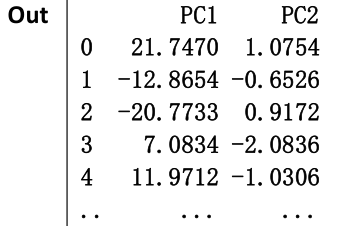 Out PC1 PC2
0 21.7470 1.0754
1 -12.8654 -0.6526
2 -20.7733 0.9172
3 7.0834 -2.0836
4 11.9712 -1.0306
.. ... ...